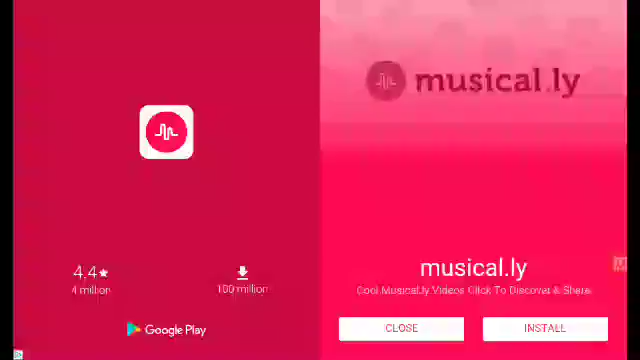 musical.ly
4.4★
4 million
100 million
Google Play
musical.ly
Cool Musical.ly Videos Click To Discover & Share
CLOSE
INSTALL